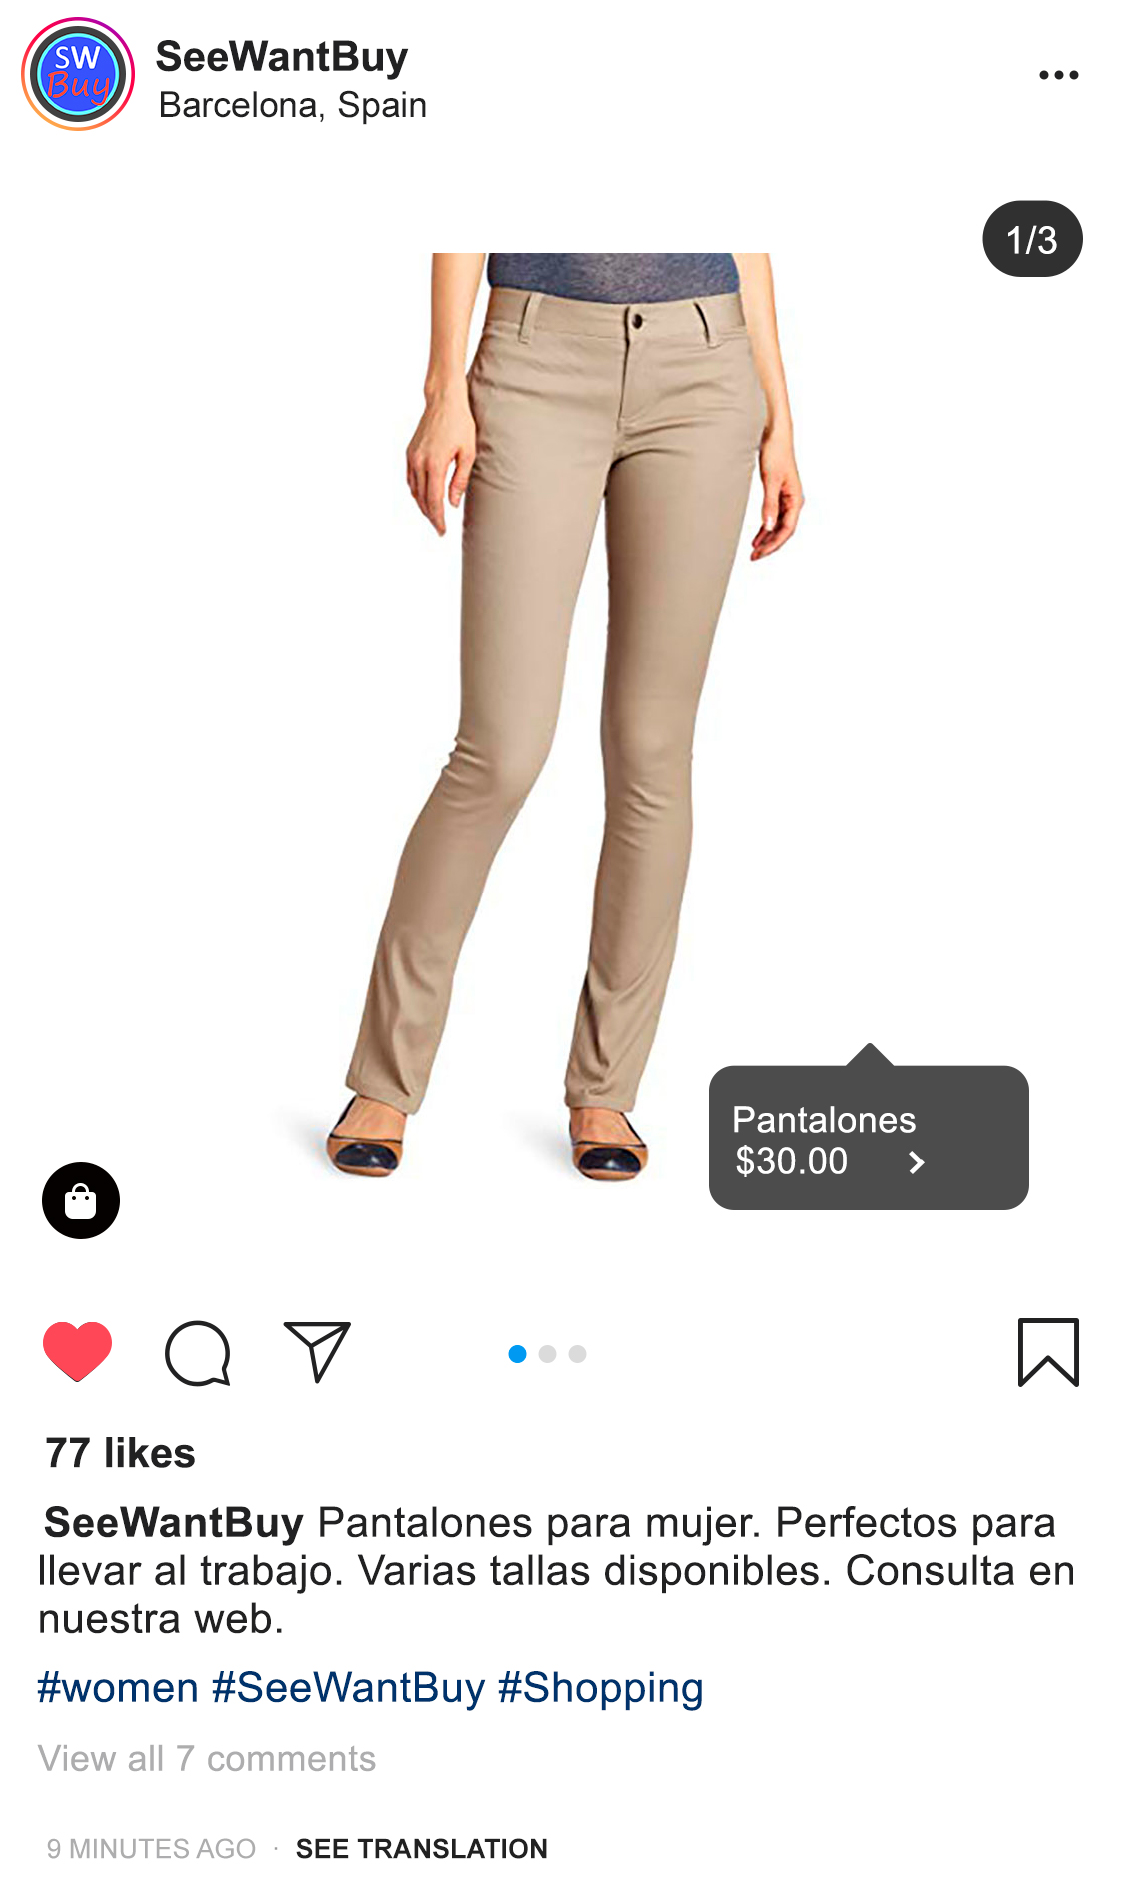 SW
Buy
SeeWantBuy
Barcelona, Spain
1/3
Pantalones
$30.00
77 likes
SeeWantBuy Pantalones para mujer. Perfectos para
llevar al trabajo. Varias tallas disponibles. Consulta en
nuestra web.
#women #SeeWantBuy #Shopping
View all 7 comments
9 MINUTES AGO · SEE TRANSLATION